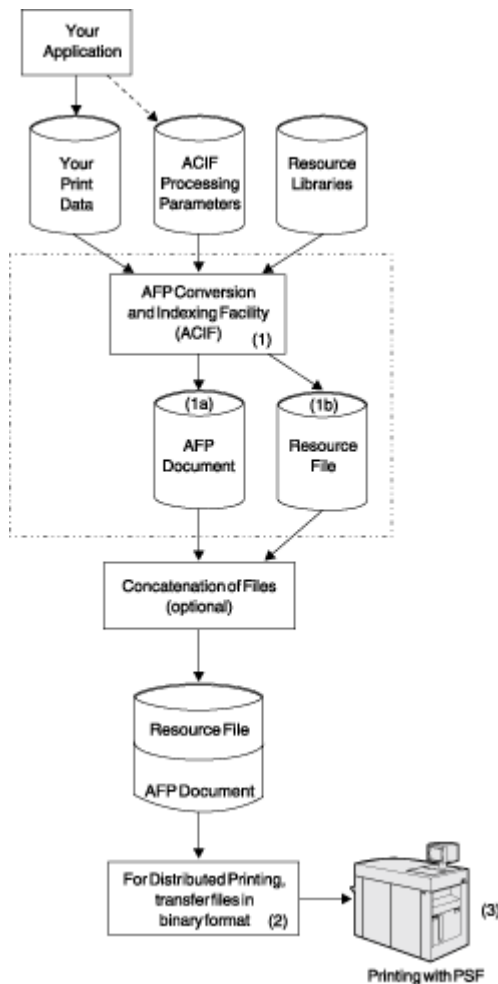 Your
Application
Your
Print
Data
ACIF
Processing
Parameters
Resource
Libraries
AFP Conversion
and Indexing Facility
(ACIF)
(1)
(1a)
AFP
Document
(1b)
Resource
File
Concatenation of Files
(optional)
Resource File
AFP Document
For Distributed Printing,
transfer files in
binary format
(2)
(3)
Printing with PSF